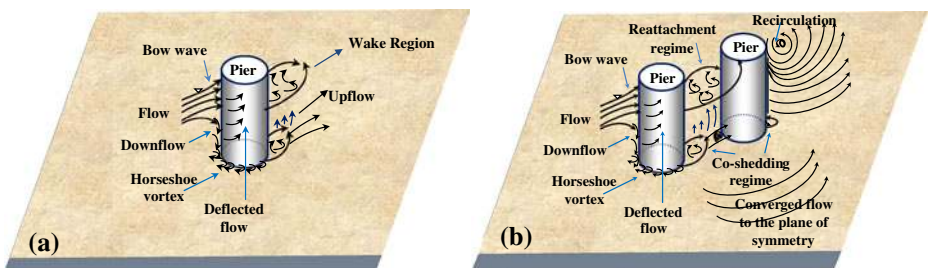 Bow wave
Pier
Wake Region
Flow
Upflow
Downflow
Horseshoe
vortex
Deflected
flow
(a)
Recirculation
Reattachment
regime
Bow wave
Pier
Pier
Flow
Downflow
Horseshoe
vortex
Deflected
flow
Co-shedding
regime
Converged flow
to the plane of
symmetry
(b)